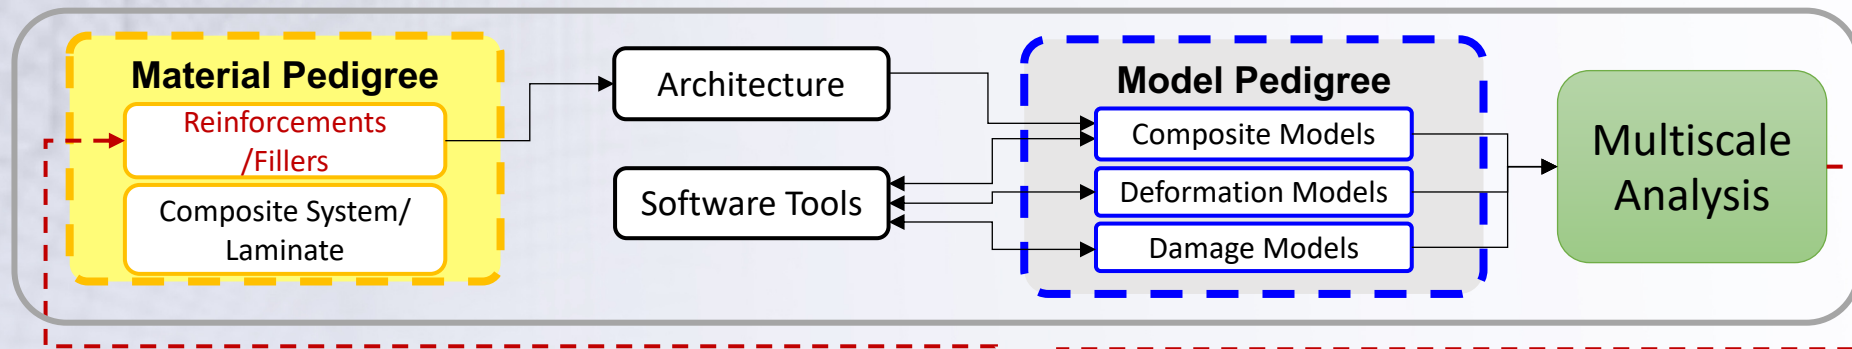 Material Pedigree
Reinforcements
/Fillers
Composite System/
Laminate
Architecture
Software Tools
Model Pedigree
Composite Models
Deformation Models
Damage Models
Multiscale
Analysis